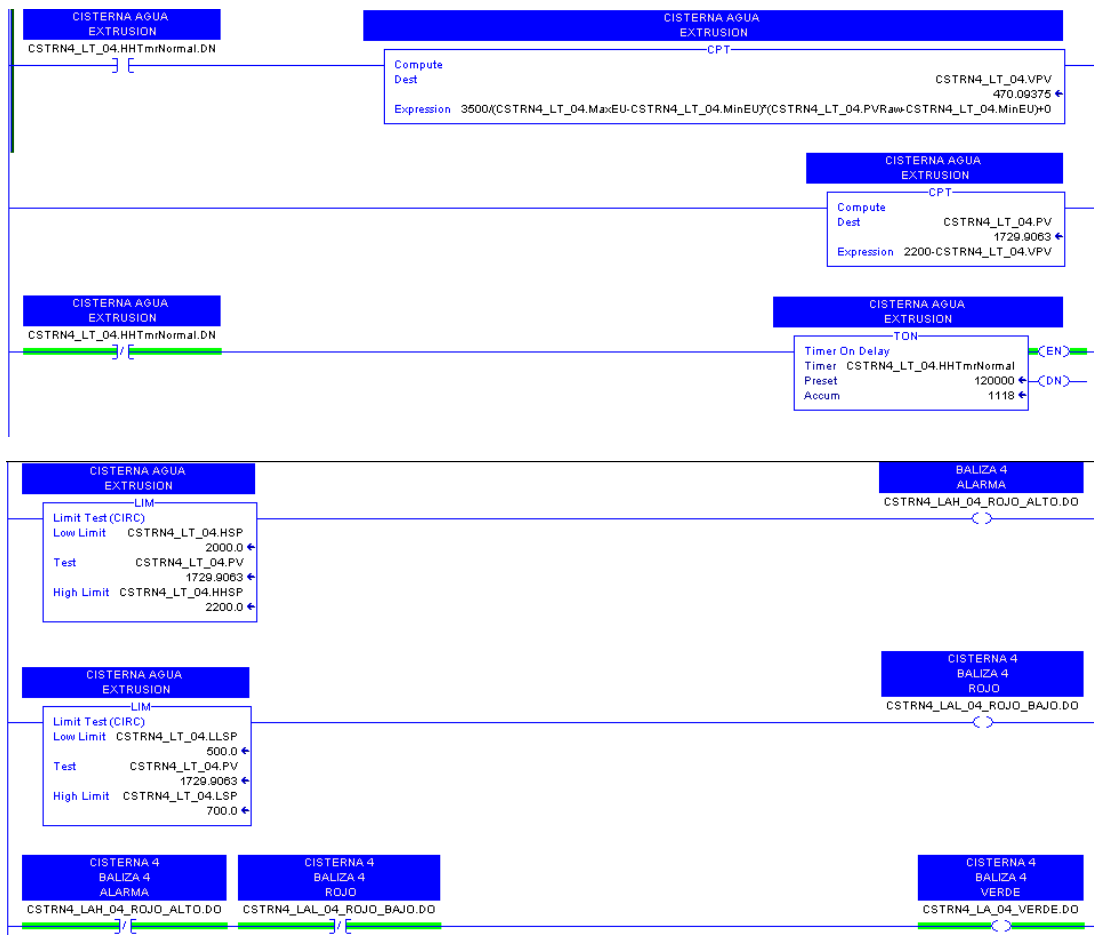 CISTERNA AGUA
EXTRUSION
CSTRN4_LT_04.HHTmrNormal.DN
CISTERNA AGUA
EXTRUSION
CPT
Compute
Dest CSTRN4_LT_04.VPV
470.09375
Expression 3500/(CSTRN4_LT_04.MaxEU-CSTRN4_LT_04.MinEU)*(CSTRN4_LT_04.PVRaw-CSTRN4_LT_04.MinEU)+0
CISTERNA AGUA
EXTRUSION
CPT
Compute
Dest CSTRN4_LT_04.PV
1729.9063
Expression 2200-CSTRN4_LT_04.VPV
CISTERNA AGUA
EXTRUSION
CSTRN4_LT_04.HHTmrNormal.DN
CISTERNA AGUA
EXTRUSION
TON
Timer On Delay
Timer CSTRN4_LT_04.HHTmrNormal
Preset 120000
Accum 1118
EN
DN
CISTERNA AGUA
EXTRUSION
LIM
Limit Test (CIRC)
Low Limit CSTRN4_LT_04.HSP
2000.0
Test CSTRN4_LT_04.PV
1729.9063
High Limit CSTRN4_LT_04.HHSP
2200.0
BALIZA 4
ALARMA
CSTRN4_LAH_04_ROJO_ALTO.DO
CISTERNA AGUA
EXTRUSION
LIM
Limit Test (CIRC)
Low Limit CSTRN4_LT_04.LLSP
500.0
Test CSTRN4_LT_04.PV
1729.9063
High Limit CSTRN4_LT_04.LSP
700.0
CISTERNA 4
BALIZA 4
ROJO
CSTRN4_LAL_04_ROJO_BAJO.DO
CISTERNA 4
BALIZA 4
ALARMA
CSTRN4_LAH_04_ROJO_ALTO.DO
CISTERNA 4
BALIZA 4
ROJO
CSTRN4_LAL_04_ROJO_BAJO.DO
CISTERNA 4
BALIZA 4
VERDE
CSTRN4_LA_04_VERDE.DO